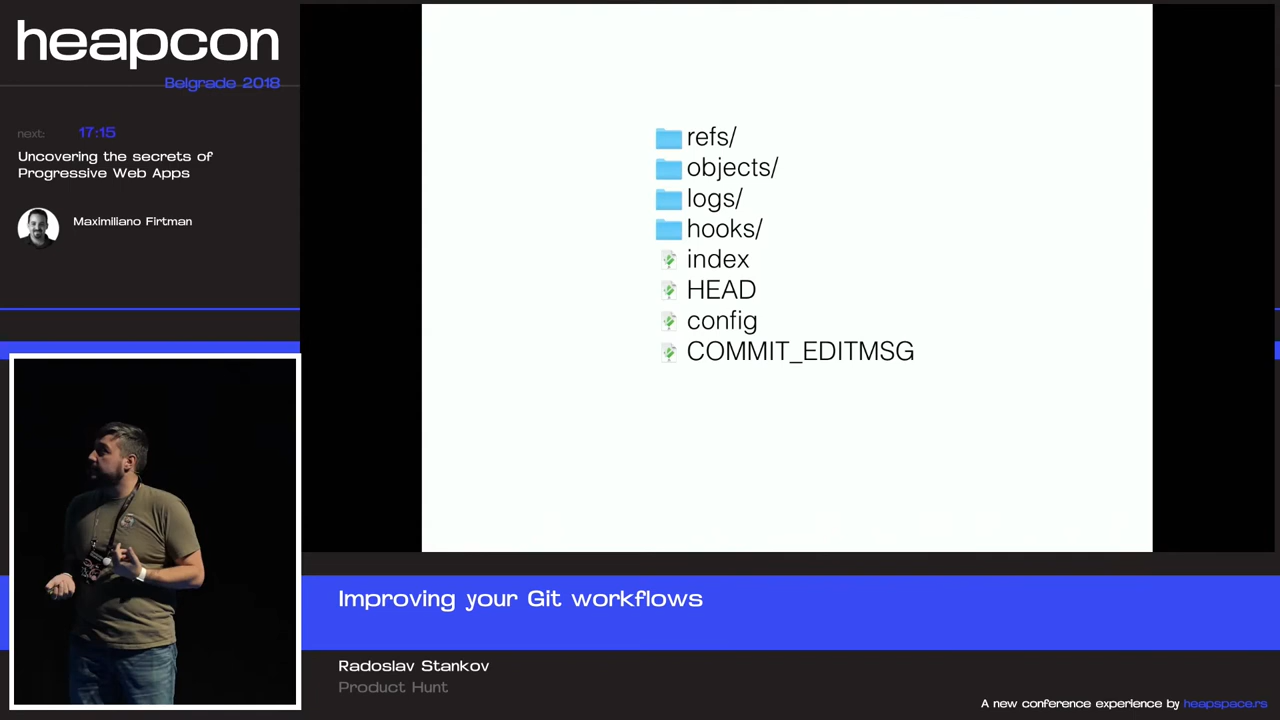 heapcon
Belgrade 2018
next: 17:15
Uncovering the secrets of
Progressive Web Apps
Maximiliano Firtman
refs/
objects/
logs/
hooks/
index
HEAD
config
COMMIT_EDITMSG
Improving your Git workflows
Radoslav Stankov
Product Hunt
A new conference experience by heapspace.rs